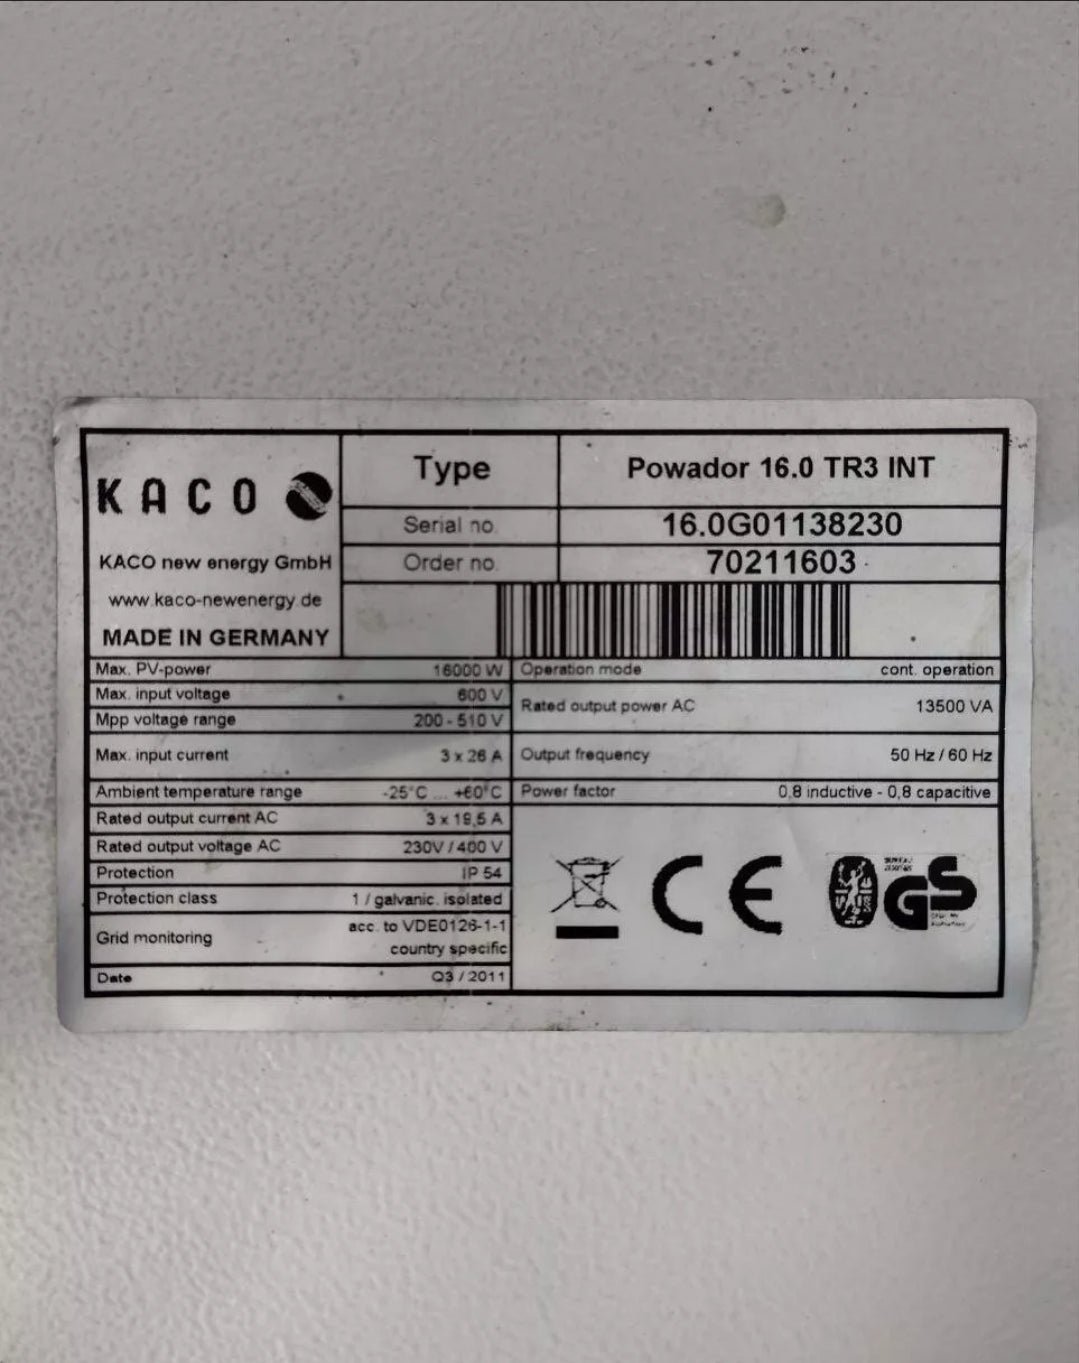 KACO
KACO new energy GmbH
www.kaco-newenergy.de
MADE IN GERMANY
Type Powador 16.0 TR3 INT
Serial no. 16.0G01138230
Order no. 70211603
Max. PV-power 16000 W
Max. input voltage 600 V
Mpp voltage range 200 - 510 V
Max. input current 3 x 26 A
Ambient temperature range -25°C ... +60°C
Rated output current AC 3 x 19,5 A
Rated output voltage AC 230V / 400 V
Protection IP 54
Protection class 1 / galvanic. isolated
Grid monitoring acc. to VDE0126-1-1
country specific
Date Q3 / 2011
Operation mode cont. operation
Rated output power AC 13500 VA
Output frequency 50 Hz / 60 Hz
Power factor 0,8 inductive - 0,8 capacitive
CE
GS